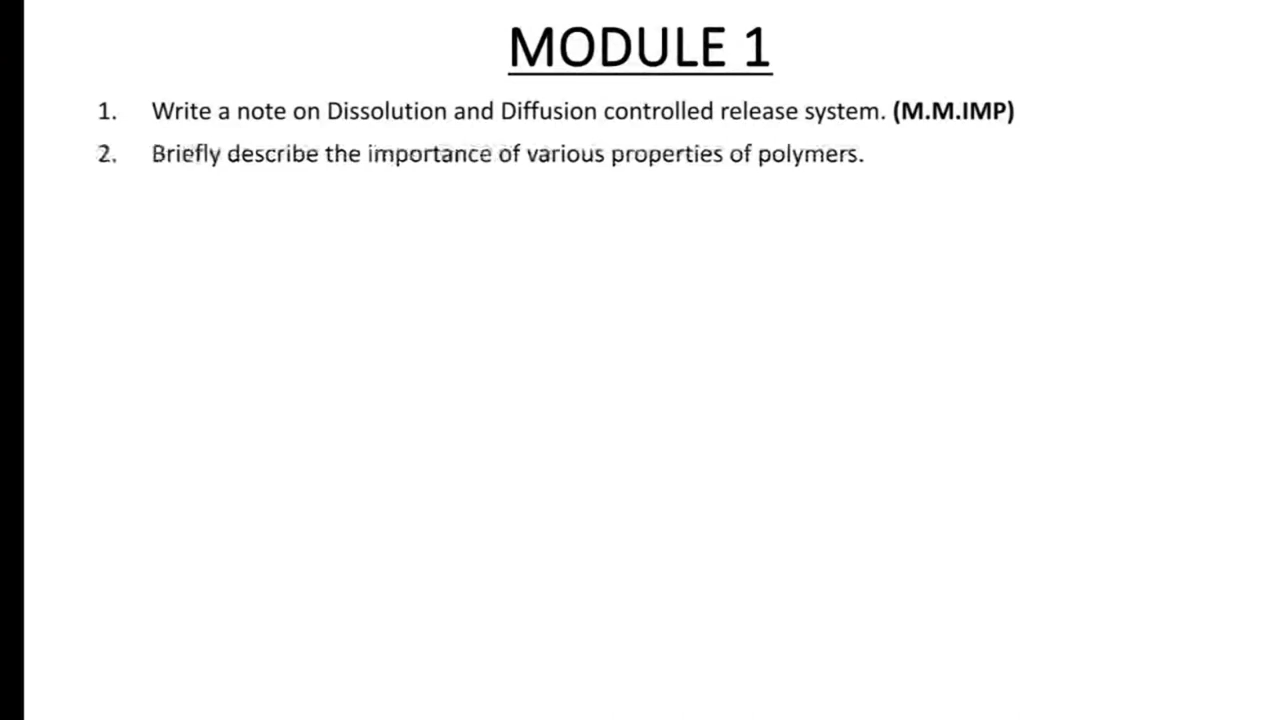 MODULE 1
1. Write a note on Dissolution and Diffusion controlled release system. (M.M.IMP)
2. Briefly describe the importance of various properties of polymers.